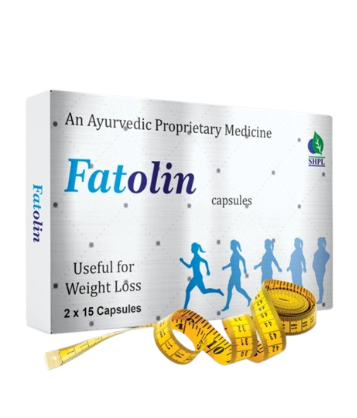 An Ayurvedic Proprietary Medicine
SHPL
Fatolin
capsules
Fatolin
Useful for
Weight Loss
2 x 15 Capsules